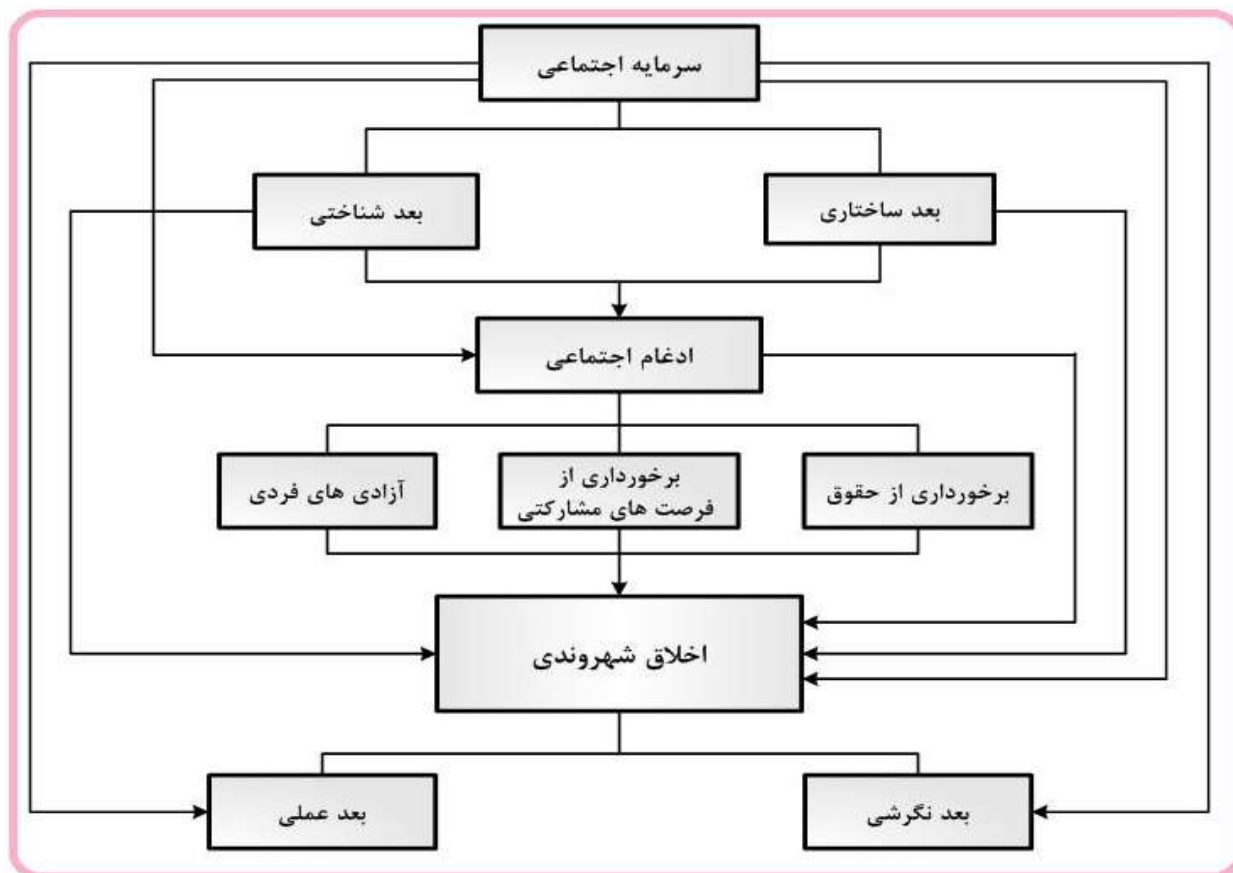 سرمایه اجتماعی
بعد ساختاری
بعد شناختی
ادغام اجتماعی
برخورداری از حقوق
برخورداری از
فرصت های مشارکتی
آزادی های فردی
اخلاق شهروندی
بعد نگرشی
بعد عملی